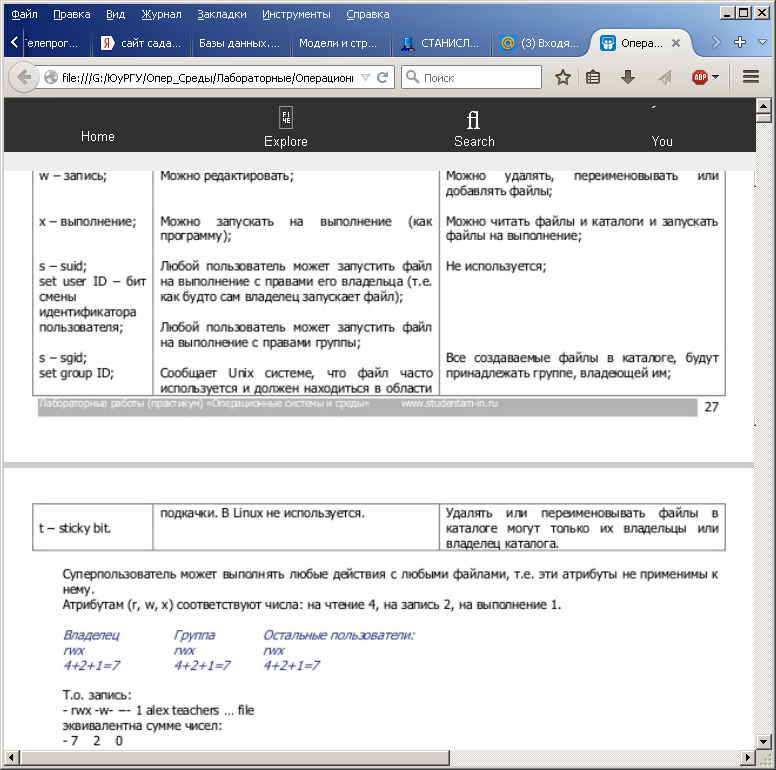 Файл Правка Вид Журнал Закладки Инструменты Справка
елепрог... Я сайт сада... Базы данных.... Модели и стр... СТАНИСЛ... (3) Входя... Опера...
file:///G:/ЮуРГУ/Опер_Среды/Лабораторные/Операцион Поиск ABP
Home Explore Search You
w – запись; Можно редактировать; Можно удалять, переименовывать или
добавлять файлы;
x – выполнение; Можно запускать на выполнение (как Можно читать файлы и каталоги и запускать
программу); файлы на выполнение;
s – suid; Любой пользователь может запустить файл Не используется;
set user ID – бит на выполнение с правами его владельца (т.е.
смены как будто сам владелец запускает файл);
идентификатора
пользователя; Любой пользователь может запустить файл
на выполнение с правами группы;
s – sgid; Все создаваемые файлы в каталоге, будут
set group ID; Сообщает Unix системе, что файл часто принадлежать группе, владеющей им;
используется и должен находиться в области
Лабораторные работы (практикум) «Операционные системы и среды» www.studentam-in.ru 27
подкачки. В Linux не используется. Удалять или переименовывать файлы в
t – sticky bit. каталоге могут только их владельцы или
владелец каталога.
Суперпользователь может выполнять любые действия с любыми файлами, т.е. эти атрибуты не применимы к
нему.
Атрибутам (r, w, x) соответствуют числа: на чтение 4, на запись 2, на выполнение 1.
Владелец Группа Остальные пользователи:
rwx rwx rwx
4+2+1=7 4+2+1=7 4+2+1=7
Т.о. запись:
- rwx -w- --- 1 alex teachers ... file
эквивалентна сумме чисел:
- 7 2 0